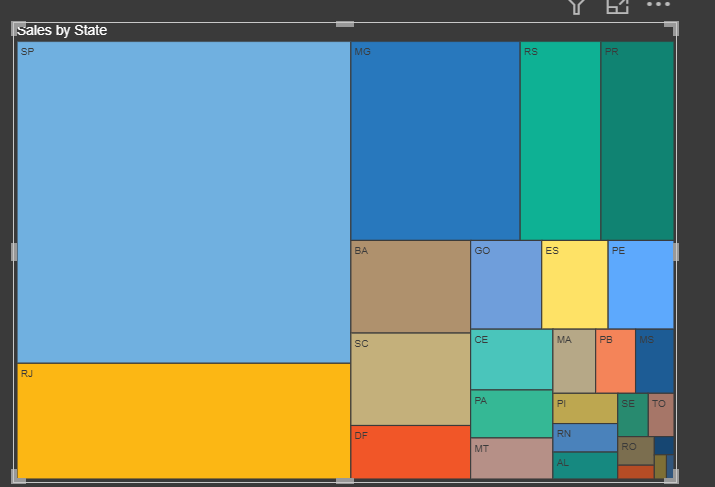 Sales by State
SP
MG
RS
PR
BA
GO
ES
PE
SC
CE
MA
PB
MS
RJ
PA
PI
SE
TO
DF
RN
MT
RO
AL